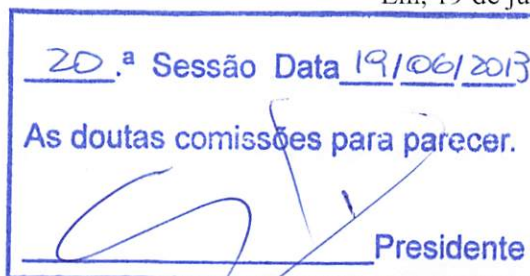 Em, 19 de ju
20.ª Sessão Data 19/06/2013
As doutas comissões para parecer.
Presidente